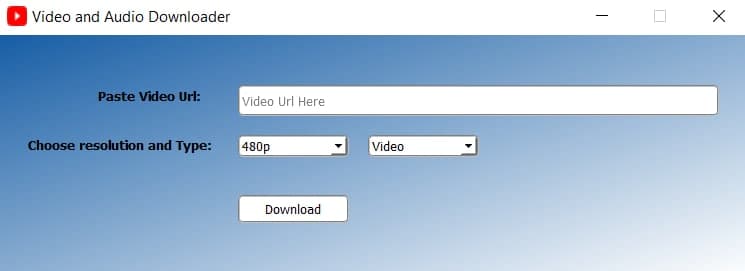 Video and Audio Downloader
Paste Video Url: Video Url Here
Choose resolution and Type: 480p Video
Download